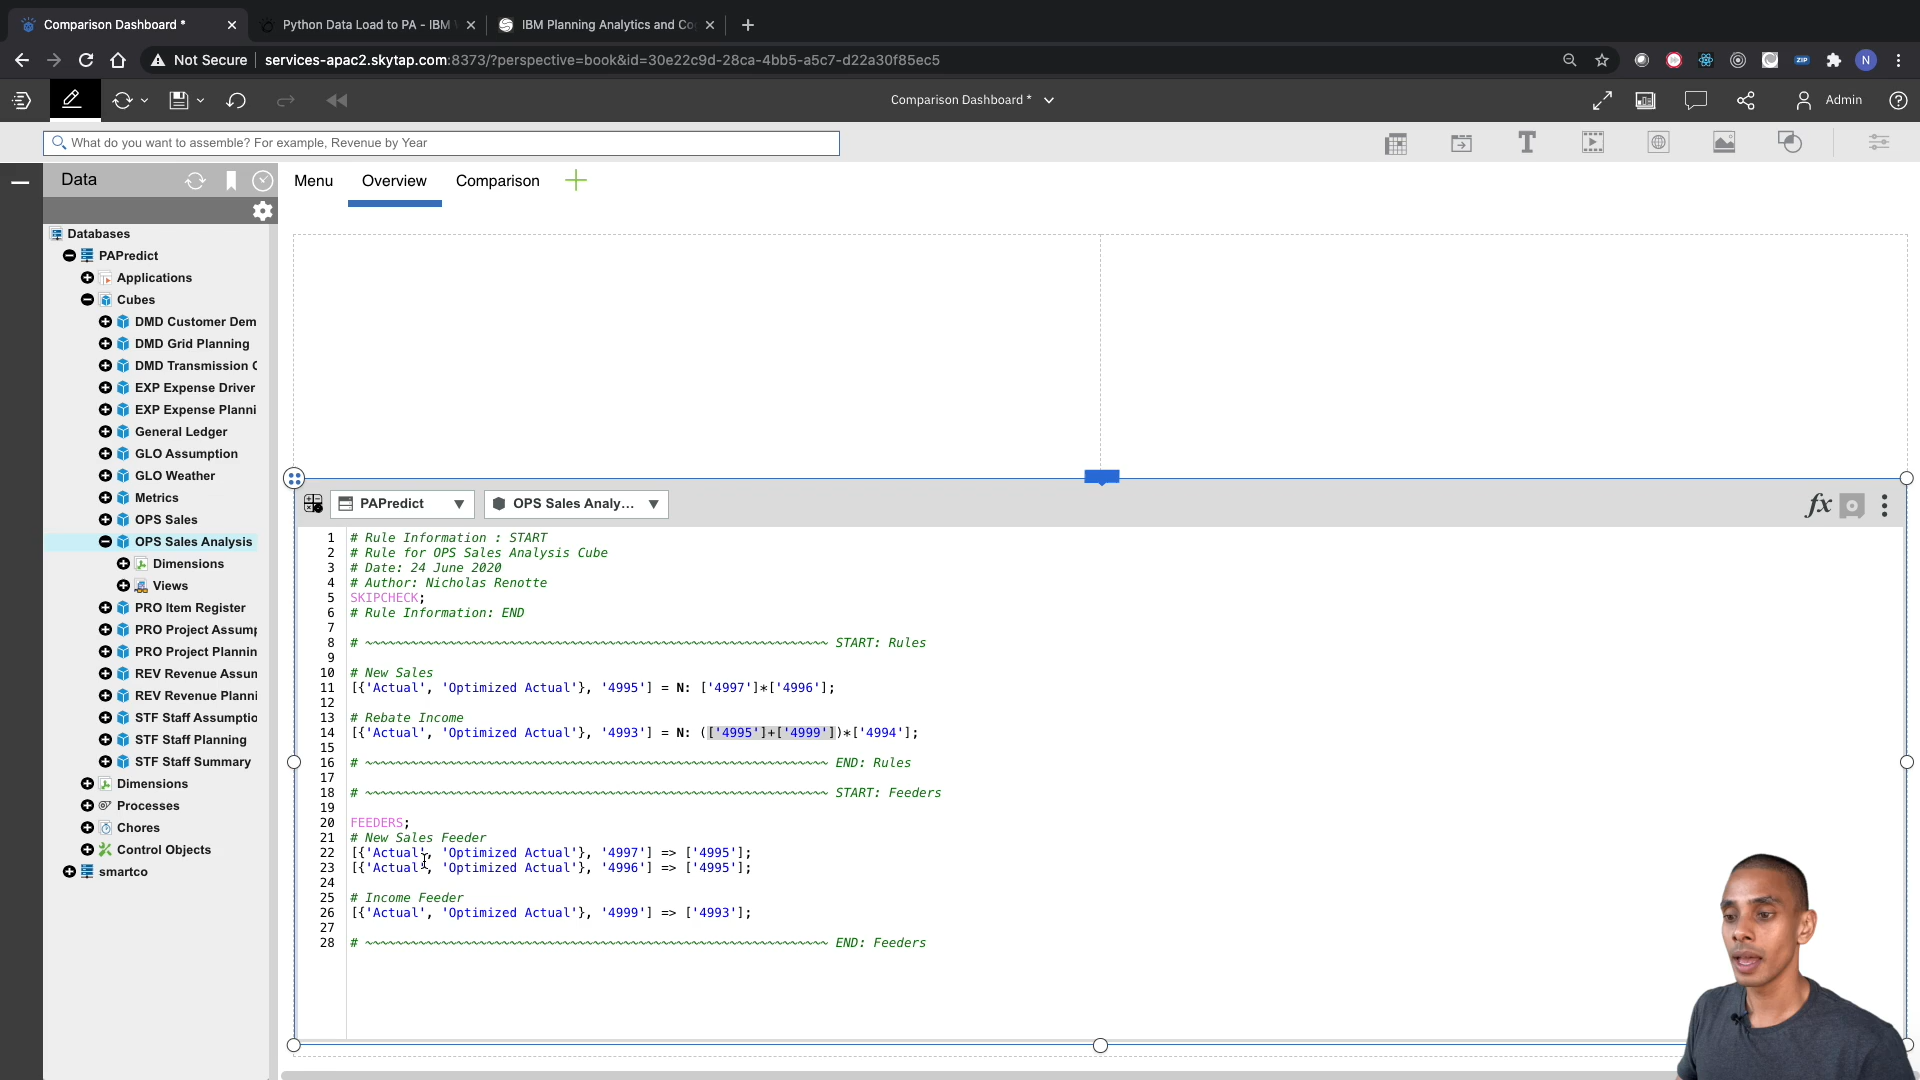 Comparison Dashboard *
Python Data Load to PA - IBM
IBM Planning Analytics and Co
Not Secure
services-apac2.skytap.com:8373/?perspective=book&id=30e22c9d-28ca-4bb5-a5c7-d22a30f85ec5
ZIP
N
Comparison Dashboard *
Admin
What do you want to assemble? For example, Revenue by Year
Data
Menu
Overview
Comparison
Databases
PAPredict
Applications
Cubes
DMD Customer Dem
DMD Grid Planning
DMD Transmission
EXP Expense Driver
EXP Expense Planni
General Ledger
GLO Assumption
GLO Weather
Metrics
OPS Sales
OPS Sales Analysis
Dimensions
Views
PRO Item Register
PRO Project Assump
PRO Project Plannin
REV Revenue Assum
REV Revenue Planni
STF Staff Assumptio
STF Staff Planning
STF Staff Summary
Dimensions
Processes
Chores
Control Objects
smartco
PAPredict
OPS Sales Analy...
fx
1 # Rule Information : START
2 # Rule for OPS Sales Analysis Cube
3 # Date: 24 June 2020
4 # Author: Nicholas Renotte
5 SKIPCHECK;
6 # Rule Information: END
7
8 # ~~~~~~~~~~~~~~~~~~~~~~~~~~~~~~~~~~~~~~~~~~~~~~~~~~~~~~~~~~~~~ START: Rules
9
10 # New Sales
11 [{'Actual', 'Optimized Actual'}, '4995'] = N: ['4997']*['4996'];
12
13 # Rebate Income
14 [{'Actual', 'Optimized Actual'}, '4993'] = N: (['4995']+['4999'])*['4994'];
15
16 # ~~~~~~~~~~~~~~~~~~~~~~~~~~~~~~~~~~~~~~~~~~~~~~~~~~~~~~~~~~~~~ END: Rules
17
18 # ~~~~~~~~~~~~~~~~~~~~~~~~~~~~~~~~~~~~~~~~~~~~~~~~~~~~~~~~~~~~~ START: Feeders
19
20 FEEDERS;
21 # New Sales Feeder
22 [{'Actual', 'Optimized Actual'}, '4997'] => ['4995'];
23 [{'Actual', 'Optimized Actual'}, '4996'] => ['4995'];
24
25 # Income Feeder
26 [{'Actual', 'Optimized Actual'}, '4999'] => ['4993'];
27
28 # ~~~~~~~~~~~~~~~~~~~~~~~~~~~~~~~~~~~~~~~~~~~~~~~~~~~~~~~~~~~~~ END: Feeders